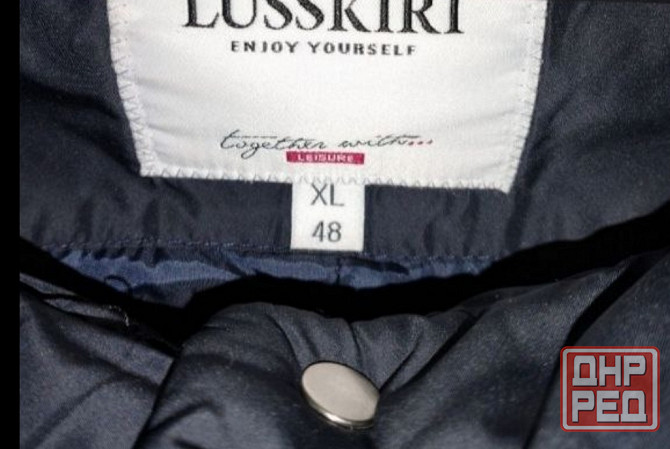 LUSSKIRI
ENJOY YOURSELF
together with...
LEISURE
XL
48
ДНР
РЕД